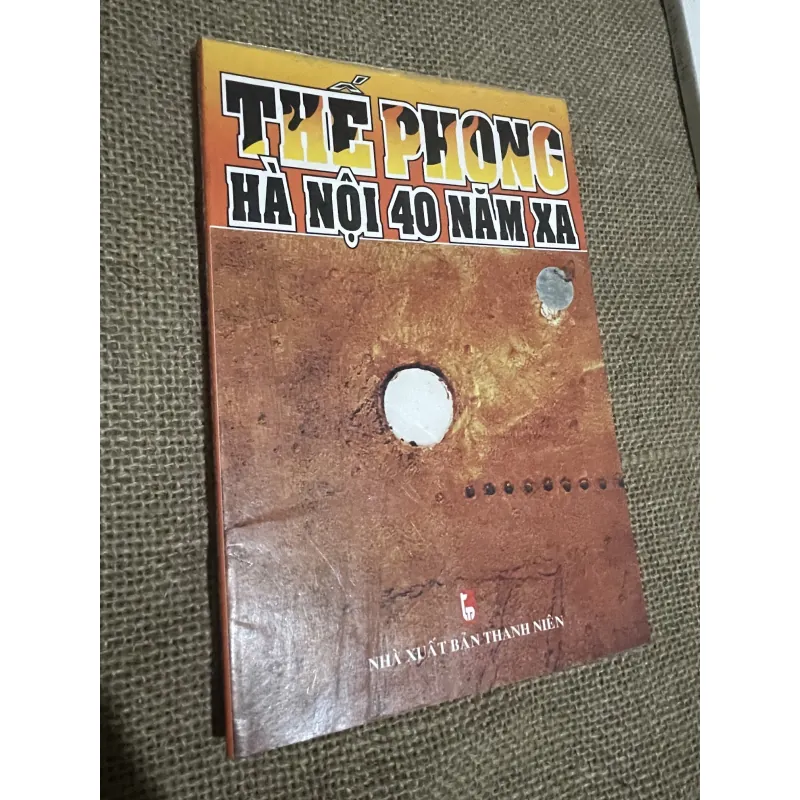 THẾ PHONG
HÀ NỘI 40 NĂM XA
NHÀ XUẤT BẢN THANH NIÊN